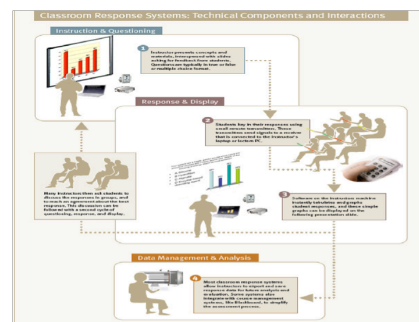 Classroom Response Systems: Technical Components and Interactions
Instruction & Questioning
1
Instructor presents concepts and
materials, interspersed with slides
asking for feedback from students.
Questions are typically in true or false
or multiple choice format.
Response & Display
2
Students key in their responses using
small remote transmitters. These
transmitters send signals to a receiver
that is connected to the instructor's
laptop or lectern PC.
Many instructors then ask students to
discuss the responses in groups, and
to reach an agreement about the best
response. This discussion can be
followed with a second cycle of
questioning, response, and display.
3
Software on the instructor's machine
instantly tabulates and graphs
student responses, and these simple
graphs can be displayed on the
following presentation slide.
Data Management & Analysis
4
Most classroom response systems
allow instructors to export and save
response data for future analysis and
evaluation. Some systems also
integrate with course management
systems, like Blackboard, to simplify
the assessment process.